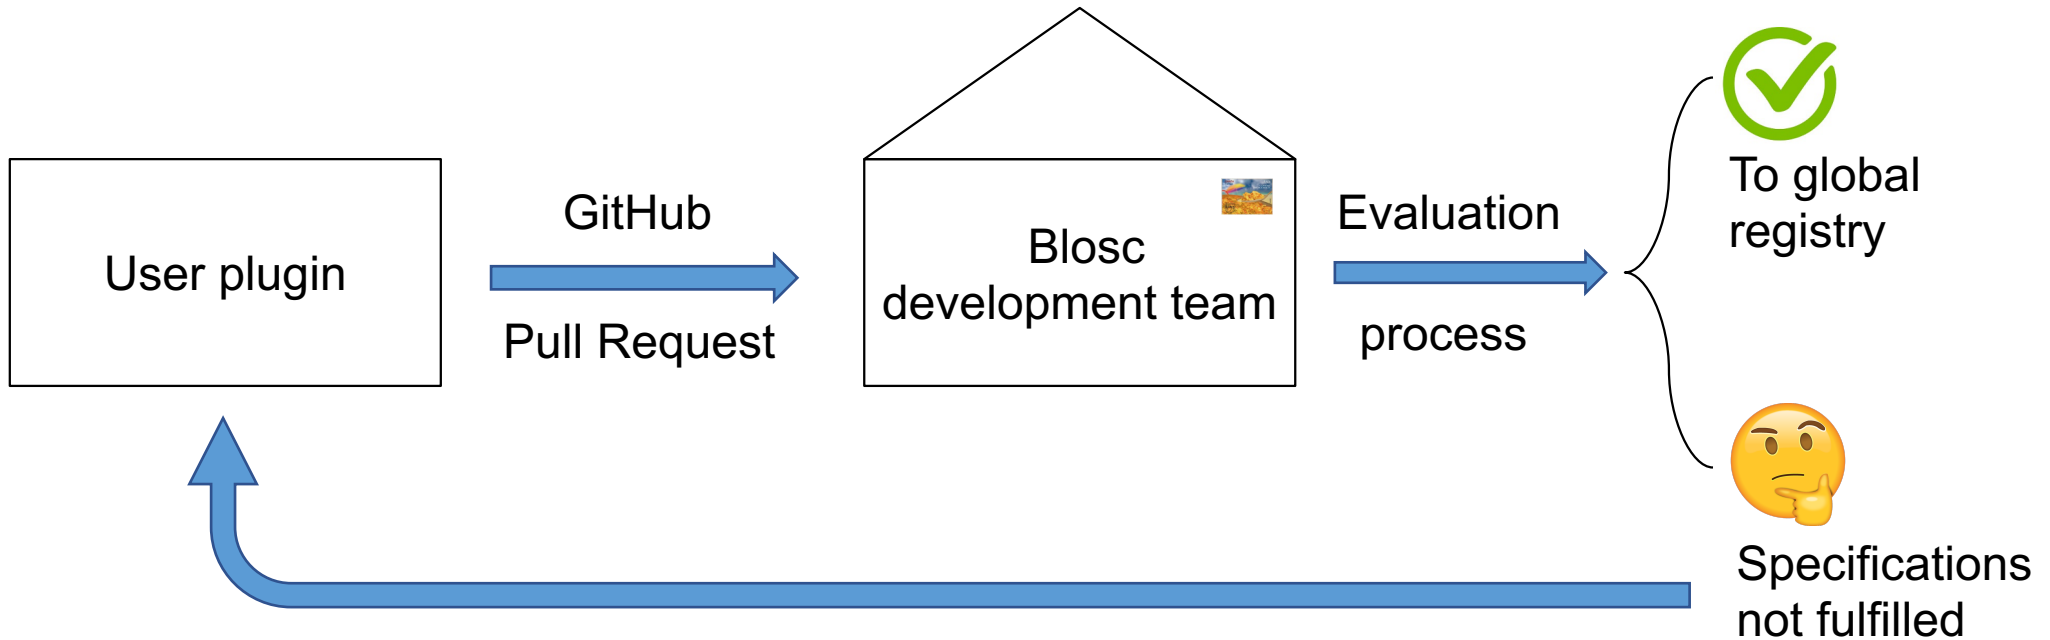 User plugin
GitHub
Pull Request
Blosc
development team
Evaluation
process
To global
registry
Specifications
not fulfilled